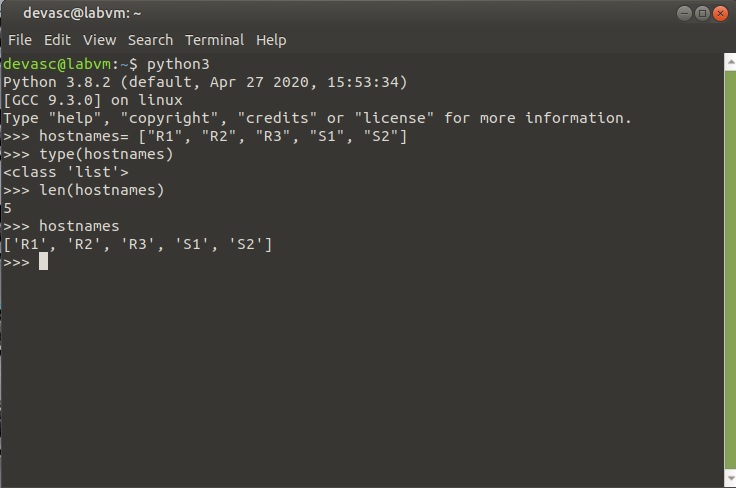 devasc@labvm: ~
File Edit View Search Terminal Help
devasc@labvm:~$ python3
Python 3.8.2 (default, Apr 27 2020, 15:53:34)
[GCC 9.3.0] on linux
Type "help", "copyright", "credits" or "license" for more information.
>>> hostnames= ["R1", "R2", "R3", "S1", "S2"]
>>> type(hostnames)
<class 'list'>
>>> len(hostnames)
5
>>> hostnames
['R1', 'R2', 'R3', 'S1', 'S2']
>>>